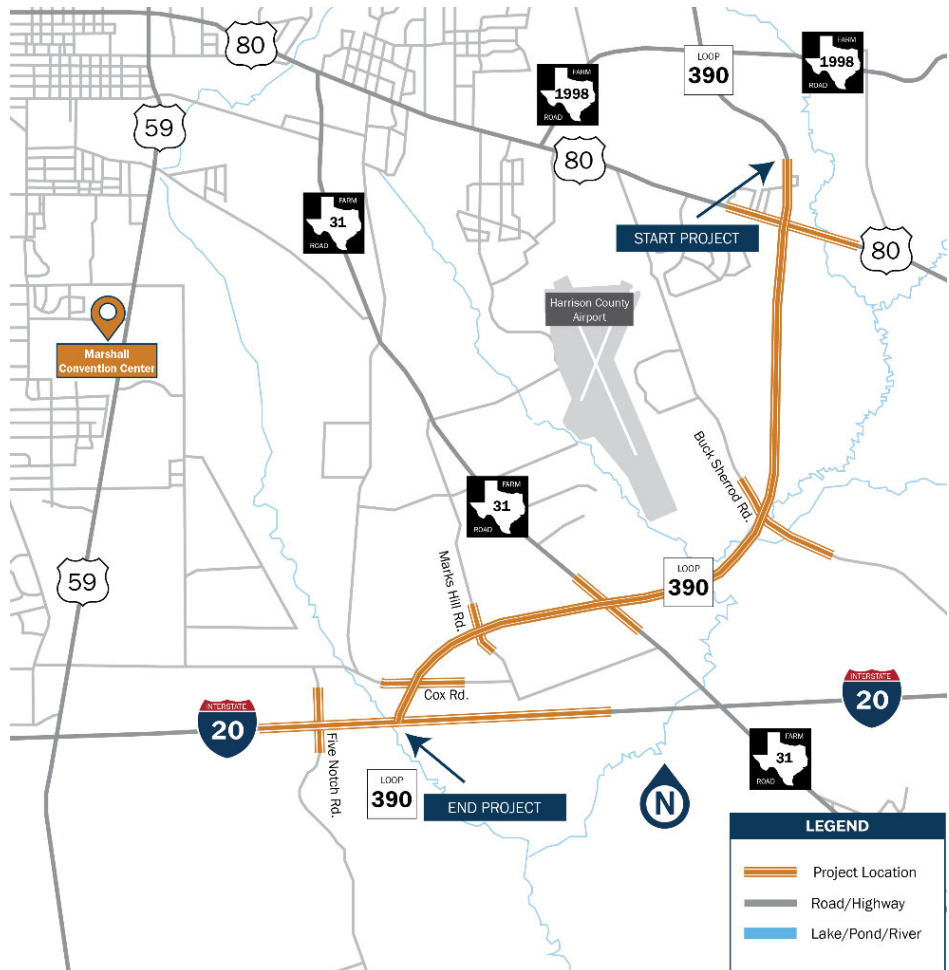 80
LOOP
390
FARM
1998
ROAD
FARM
1998
ROAD
59
80
START PROJECT
FARM
31
ROAD
80
Harrison County
Airport
Marshall
Convention Center
Buck Sherrod Rd.
FARM
31
ROAD
59
LOOP
390
Marks Hill Rd.
Cox Rd.
INTERSTATE
20
INTERSTATE
20
Five Notch Rd.
LOOP
390
END PROJECT
N
FARM
31
ROAD
LEGEND
Project Location
Road/Highway
Lake/Pond/River